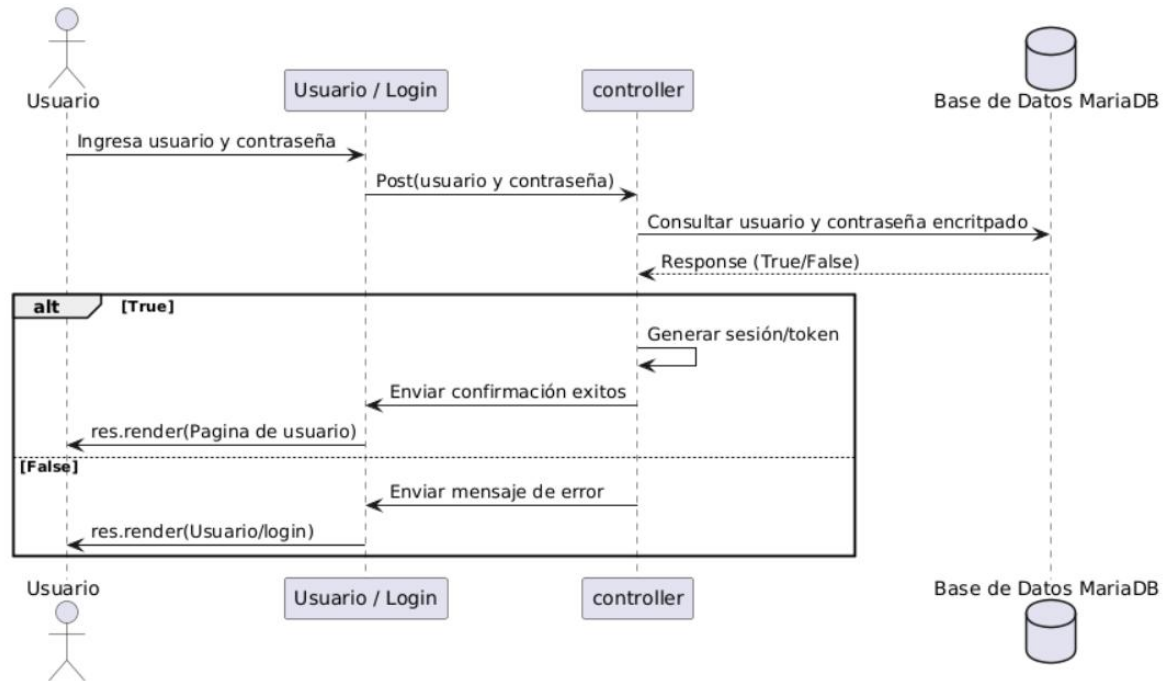 Usuario
Usuario / Login
controller
Base de Datos MariaDB
Ingresa usuario y contraseña
Post(usuario y contraseña)
Consultar usuario y contraseña encritpado
Response (True/False)
alt
[True]
Generar sesión/token
Enviar confirmación exitos
res.render(Pagina de usuario)
[False]
Enviar mensaje de error
res.render(Usuario/login)
Usuario
Usuario / Login
controller
Base de Datos MariaDB